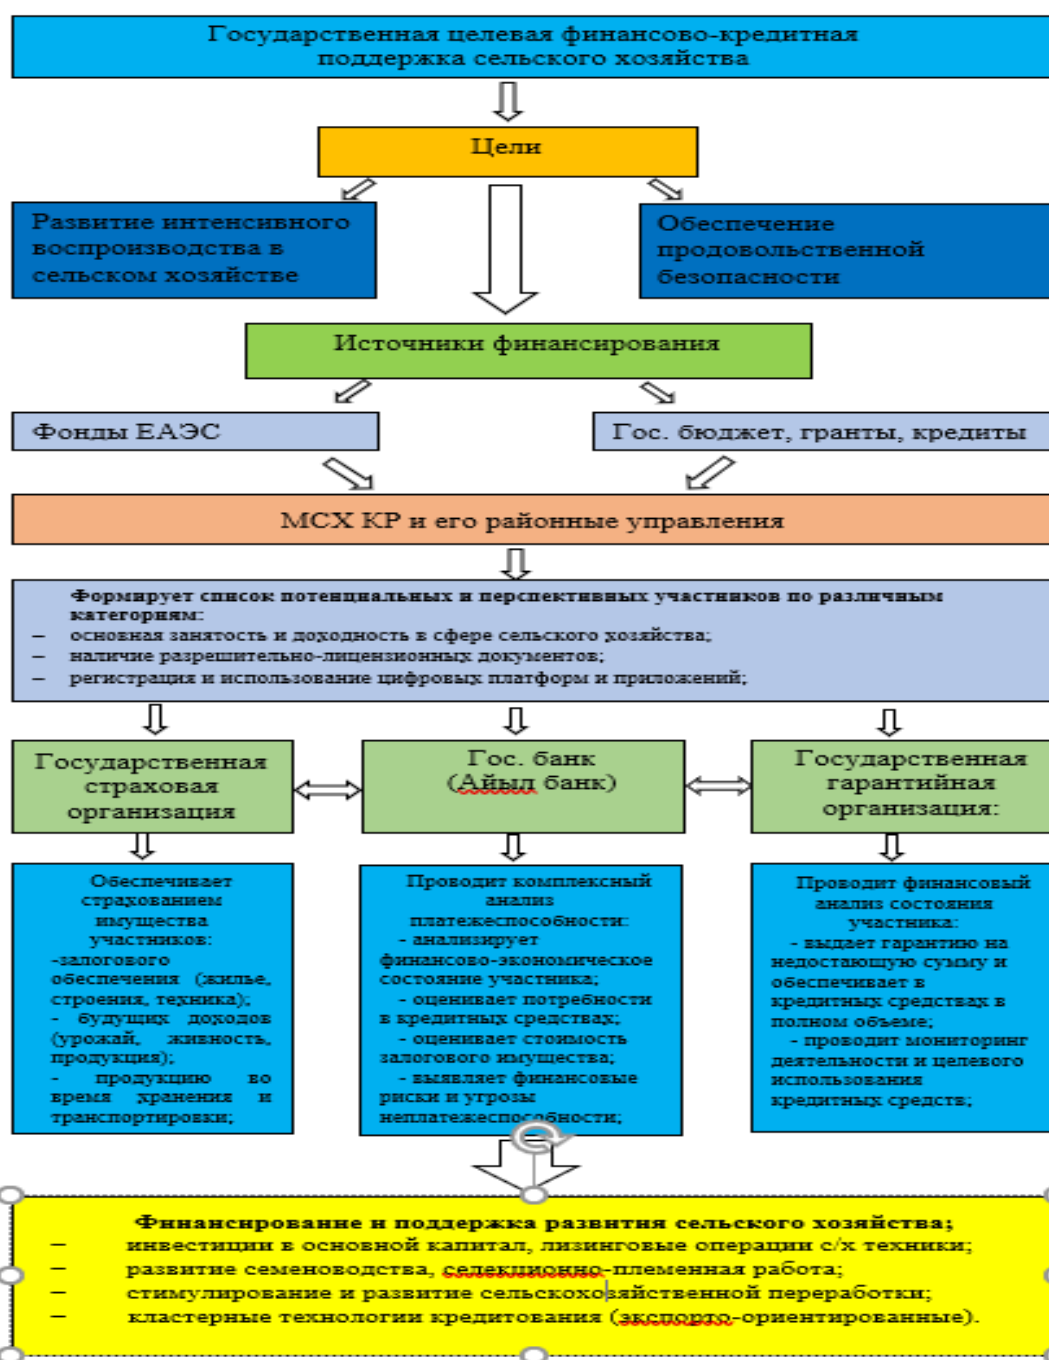 Государственная целевая финансово-кредитная
поддержка сельского хозяйства
Цели
Развитие интенсивного
воспроизводства в
сельском хозяйстве
Обеспечение
продовольственной
безопасности
Источники финансирования
Фонды ЕАЭС
Гос. бюджет, гранты, кредиты
МСХ КР и его районные управления
Формирует список потенциальных и перспективных участников по различным
категориям:
– основная занятость и доходность в сфере сельского хозяйства;
– наличие разрешительно-лицензионных документов;
– регистрация и использование цифровых платформ и приложений;
Государственная
страховая
организация
Гос. банк
(Айыл банк)
Государственная
гарантийная
организация:
Обеспечивает
страхованием
имущества
участников:
-залогового
обеспечения (жилье,
строения, техника);
- будущих доходов
(урожай, живность,
продукция);
- продукцию во
время хранения и
транспортировки;
Проводит комплексный
анализ
платежеспособности:
- анализирует
финансово-экономическое
состояние участника;
- оценивает потребности
в кредитных средствах;
- оценивает стоимость
залогового имущества;
- выявляет финансовые
риски и угрозы
неплатежеспособности;
Проводит финансовый
анализ состояния
участника:
- выдает гарантию на
недостающую сумму и
обеспечивает в
кредитных средствах в
полном объеме;
- проводит мониторинг
деятельности и целевого
использования
кредитных средств;
Финансирование и поддержка развития сельского хозяйства;
– инвестиции в основной капитал, лизинговые операции с/х техники;
– развитие семеноводства, селекционно-племенная работа;
– стимулирование и развитие сельскохозяйственной переработки;
– кластерные технологии кредитования (экспорто-ориентированные).